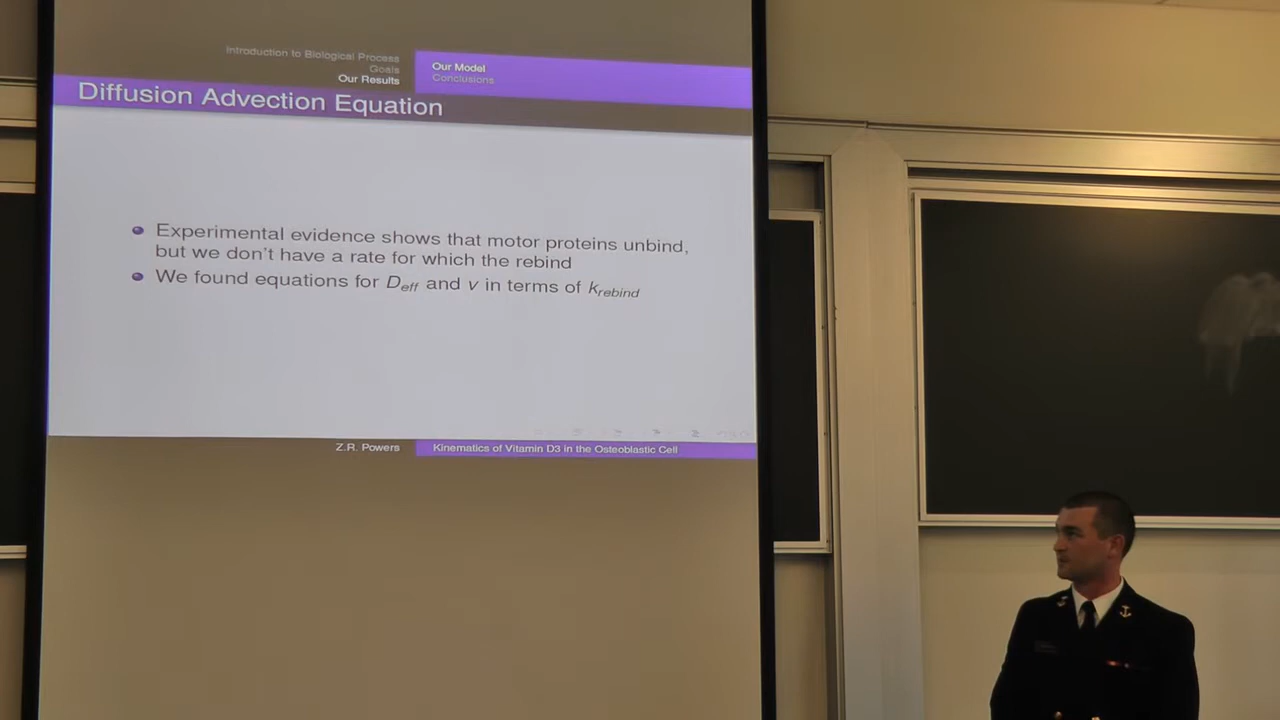 Introduction to Biological Process
Goals
Our Results
Our Model
Conclusions
Diffusion Advection Equation
Experimental evidence shows that motor proteins unbind,
but we don't have a rate for which the rebind
We found equations for D_eff and v in terms of k_rebind
Z.R. Powers
Kinematics of Vitamin D3 in the Osteoblastic Cell